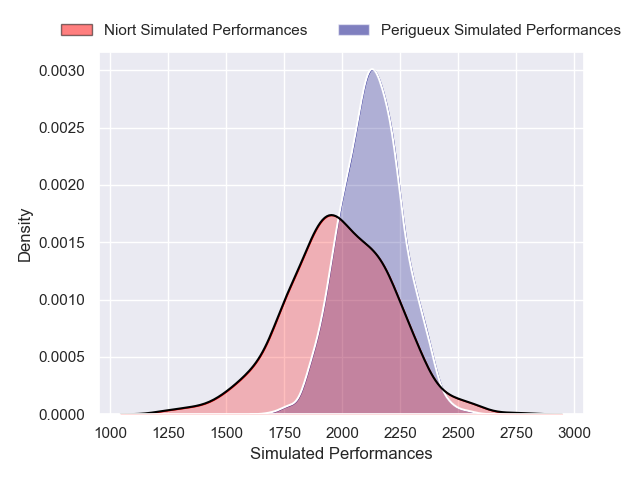 Niort Simulated Performances Perigueux Simulated Performances
0.0030
0.0025
0.0020
0.0015
0.0010
0.0005
0.0000
Density
1000 1250 1500 1750 2000 2250 2500 2750 3000
Simulated Performances